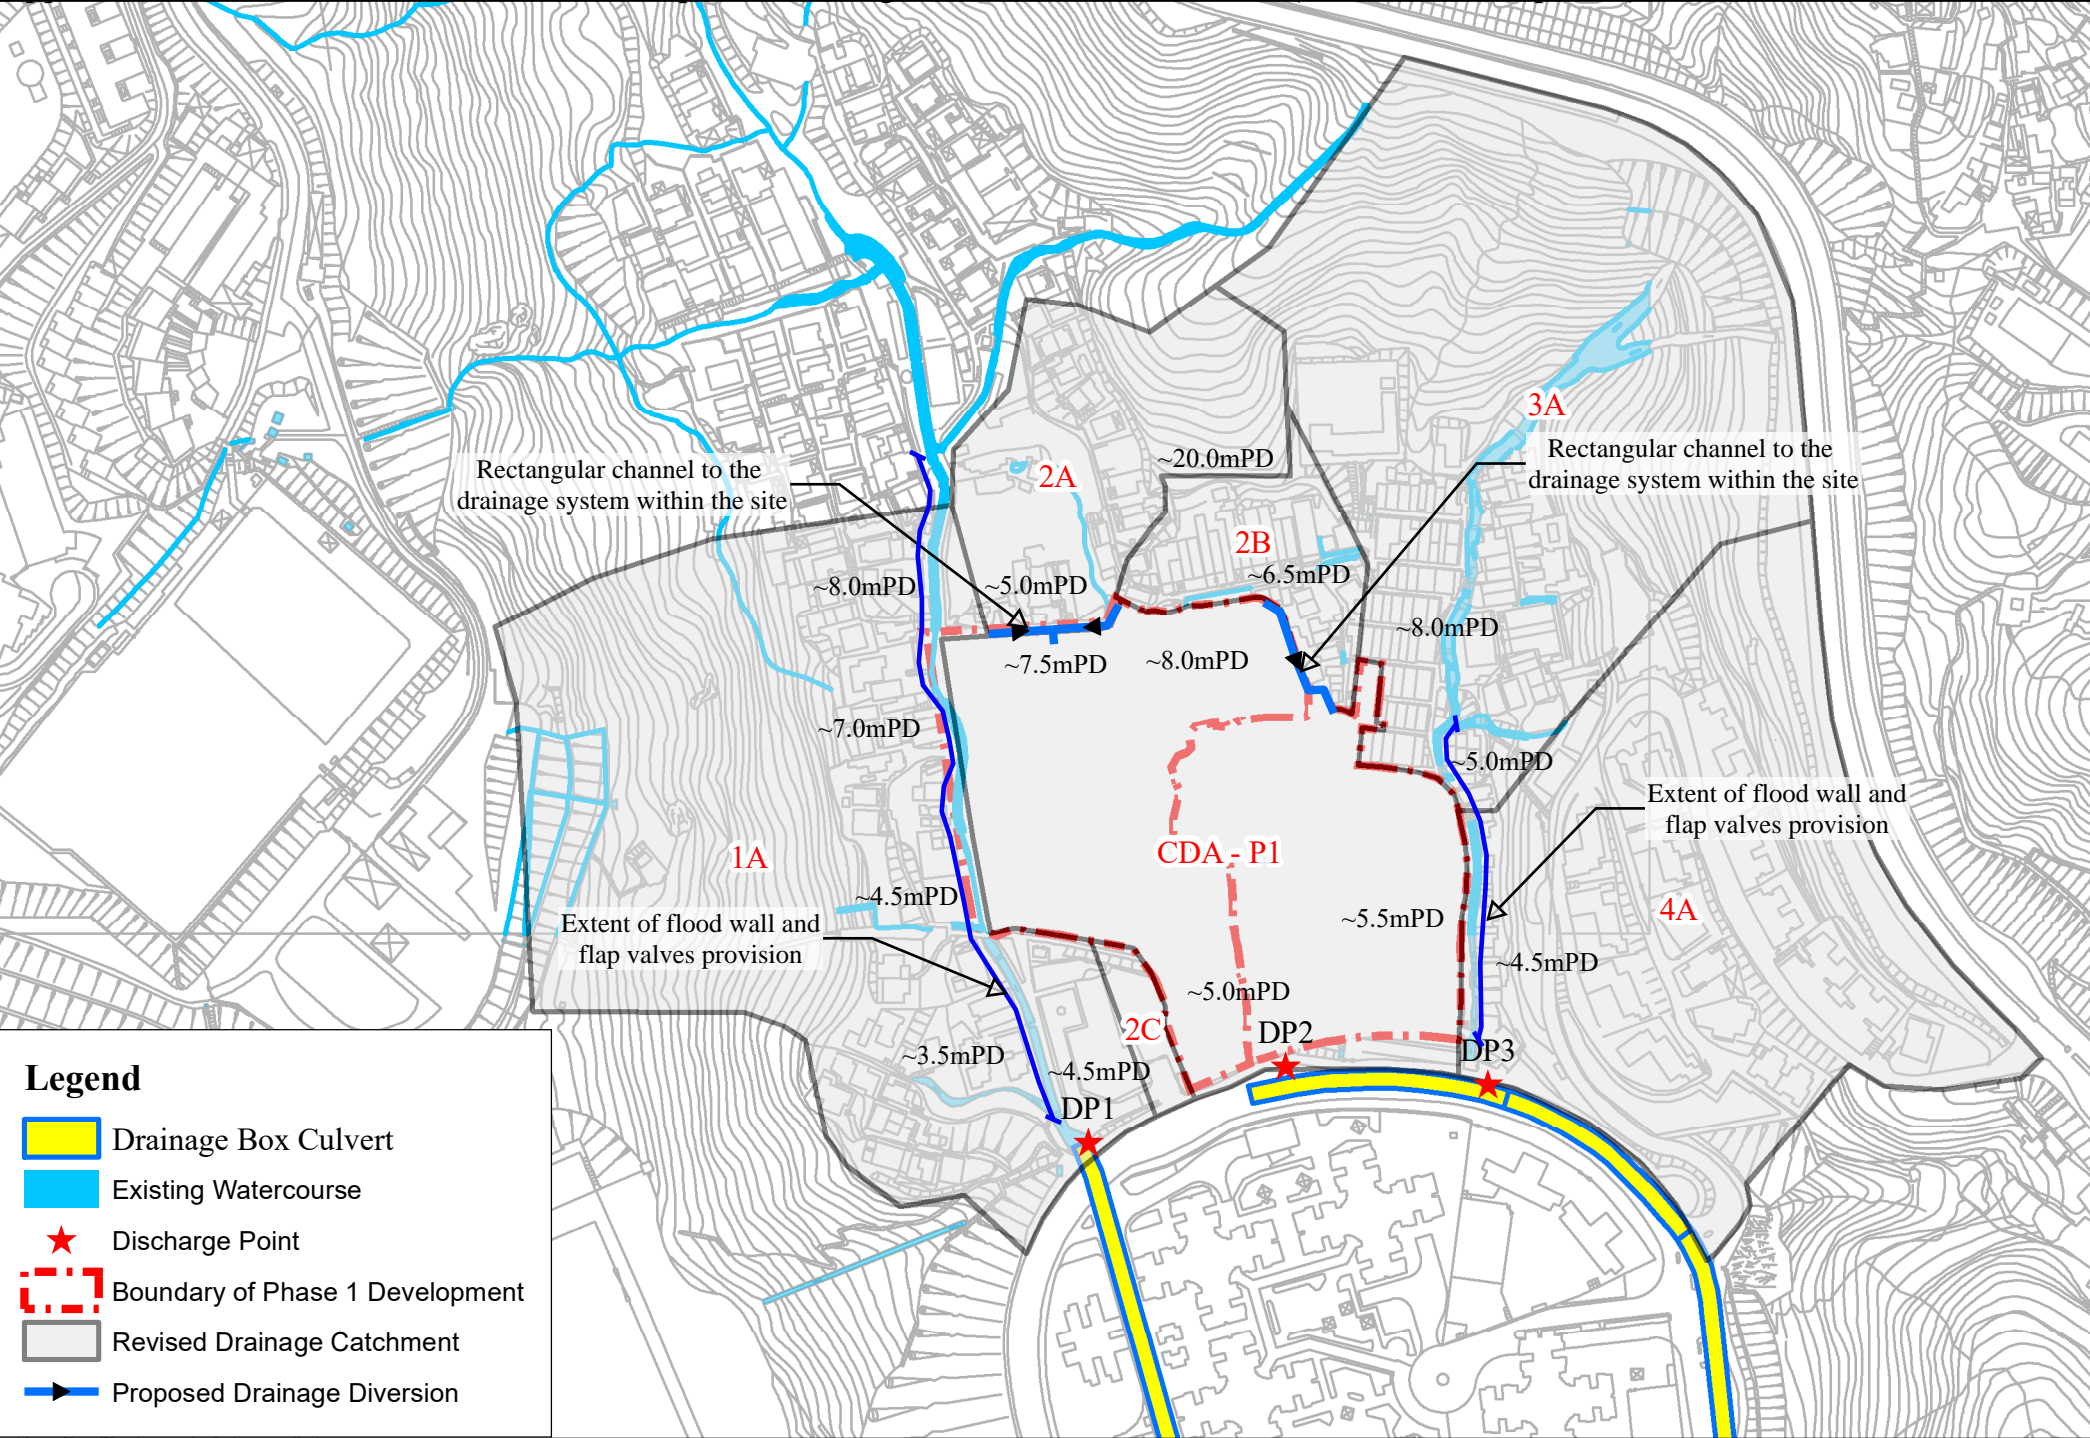 3A
Rectangular channel to the
drainage system within the site
~20.0mPD
Rectangular channel to the
drainage system within the site
2A
2B
~6.5mPD
~8.0mPD
~5.0mPD
~8.0mPD
~7.5mPD
~8.0mPD
~7.0mPD
~5.0mPD
Extent of flood wall and
flap valves provision
1A
CDA - P1
~4.5mPD
~5.5mPD
4A
Extent of flood wall and
flap valves provision
~4.5mPD
~5.0mPD
2C
DP2
~3.5mPD
DP3
~4.5mPD
DP1
Legend
Drainage Box Culvert
Existing Watercourse
Discharge Point
Boundary of Phase 1 Development
Revised Drainage Catchment
Proposed Drainage Diversion